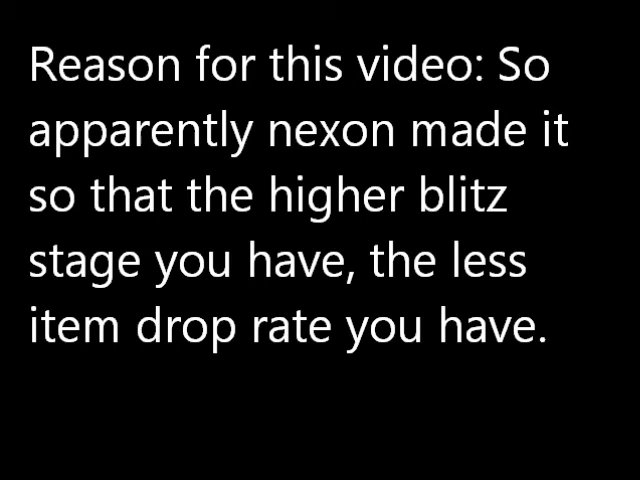 Reason for this video: So
apparently nexon made it
so that the higher blitz
stage you have, the less
item drop rate you have.